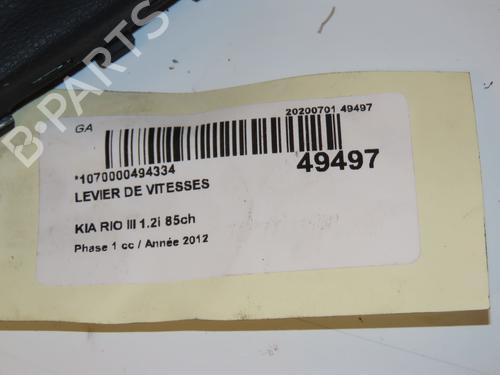 B-PARTS
GA
20200701 49497
*1070000494334
49497
LEVIER DE VITESSES
KIA RIO III 1.2i 85ch
Phase 1 cc / Année 2012